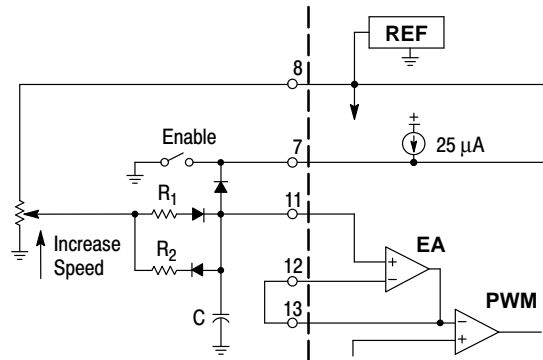 REF
8
Enable
7
25 μA
R1
11
Increase
Speed
R2
12
EA
13
PWM
C
+
−
−
+
+